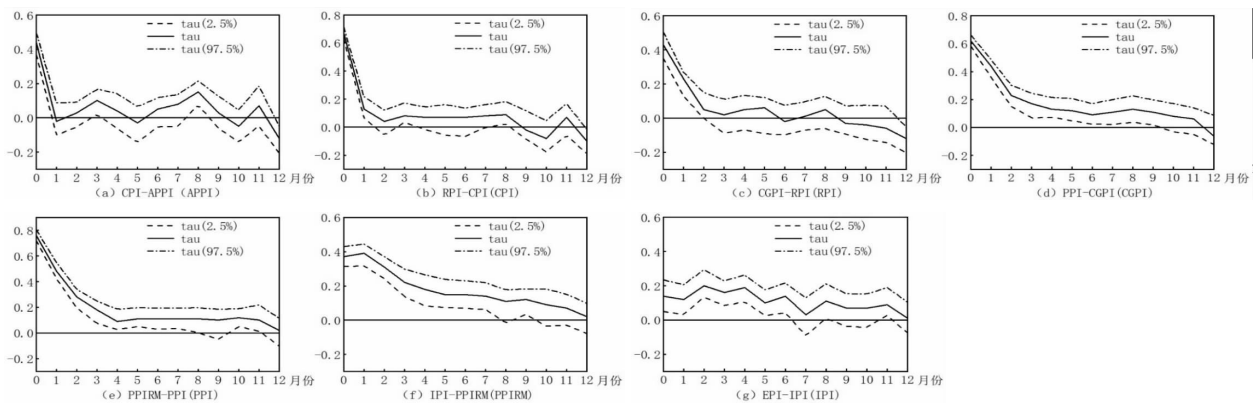 0.6
0.4
0.2
0.0
-0.2
tau(2.5%)
tau
tau(97.5%)
0 1 2 3 4 5 6 7 8 9 10 11 12 月份
(a) CPI-APPI (APPI)
0.8
0.6
0.4
0.2
0.0
-0.2
tau(2.5%)
tau
tau(97.5%)
0 1 2 3 4 5 6 7 8 9 10 11 12 月份
(b) RPI-CPI(CPI)
0.6
0.4
0.2
0.0
-0.2
tau(2.5%)
tau
tau(97.5%)
0 1 2 3 4 5 6 7 8 9 10 11 12 月份
(c) CGPI-RPI(RPI)
0.8
0.6
0.4
0.2
0.0
-0.2
tau(2.5%)
tau
tau(97.5%)
0 1 2 3 4 5 6 7 8 9 10 11 12 月份
(d) PPI-CGPI(CGPI)
0.8
0.6
0.4
0.2
0.0
-0.2
tau(2.5%)
tau
tau(97.5%)
0 1 2 3 4 5 6 7 8 9 10 11 12 月份
(e) PPIRM-PPI(PPI)
0.6
0.4
0.2
0.0
-0.2
tau(2.5%)
tau
tau(97.5%)
0 1 2 3 4 5 6 7 8 9 10 11 12 月份
(f) IPI-PPIRM(PPIRM)
0.6
0.4
0.2
0.0
-0.2
tau(2.5%)
tau
tau(97.5%)
0 1 2 3 4 5 6 7 8 9 10 11 12 月份
(g) EPI-IPI(IPI)